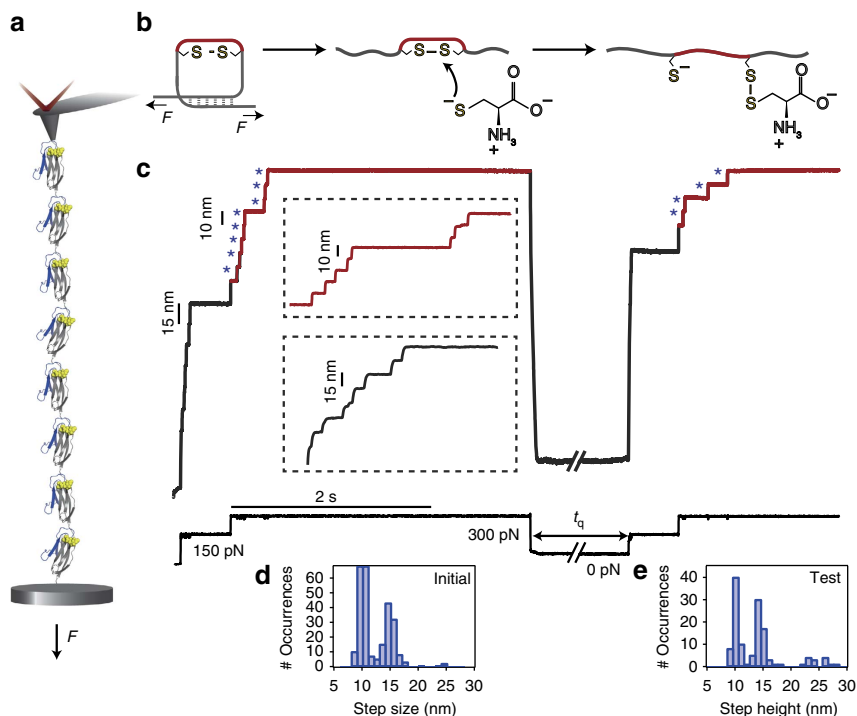 a
F
b
S - S
F
F
S – S
–
S
O
O–
NH3
+
S–
S
S
O
O–
NH3
+
c
10 nm
15 nm
*
*
*
*
*
*
*
*
10 nm
15 nm
*
*
*
2 s
150 pN
300 pN
tq
0 pN
d
Initial
# Occurrences
60
50
40
30
20
10
0
5 10 15 20 25 30
Step size (nm)
e
Test
# Occurrences
40
30
20
10
0
5 10 15 20 25 30
Step height (nm)